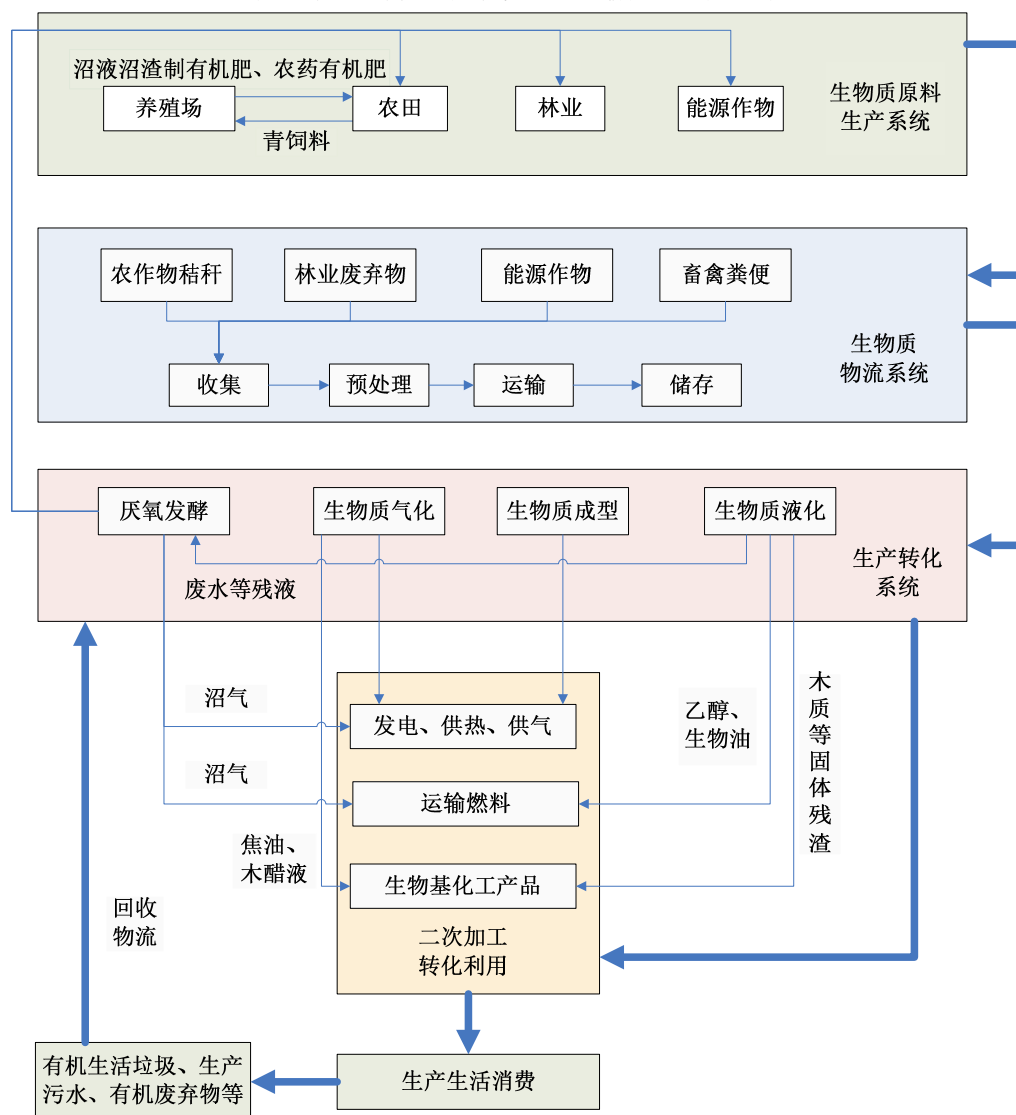 沼液沼渣制有机肥、农药有机肥
养殖场
农田
林业
能源作物
青饲料
生物质原料
生产系统
农作物秸秆
林业废弃物
能源作物
畜禽粪便
收集
预处理
运输
储存
生物质
物流系统
厌氧发酵
生物质气化
生物质成型
生物质液化
废水等残液
生产转化
系统
沼气
发电、供热、供气
乙醇、
生物油
木质等固体残渣
沼气
运输燃料
焦油、
木醋液
生物基化工产品
回收
物流
二次加工
转化利用
有机生活垃圾、生产
污水、有机废弃物等
生产生活消费